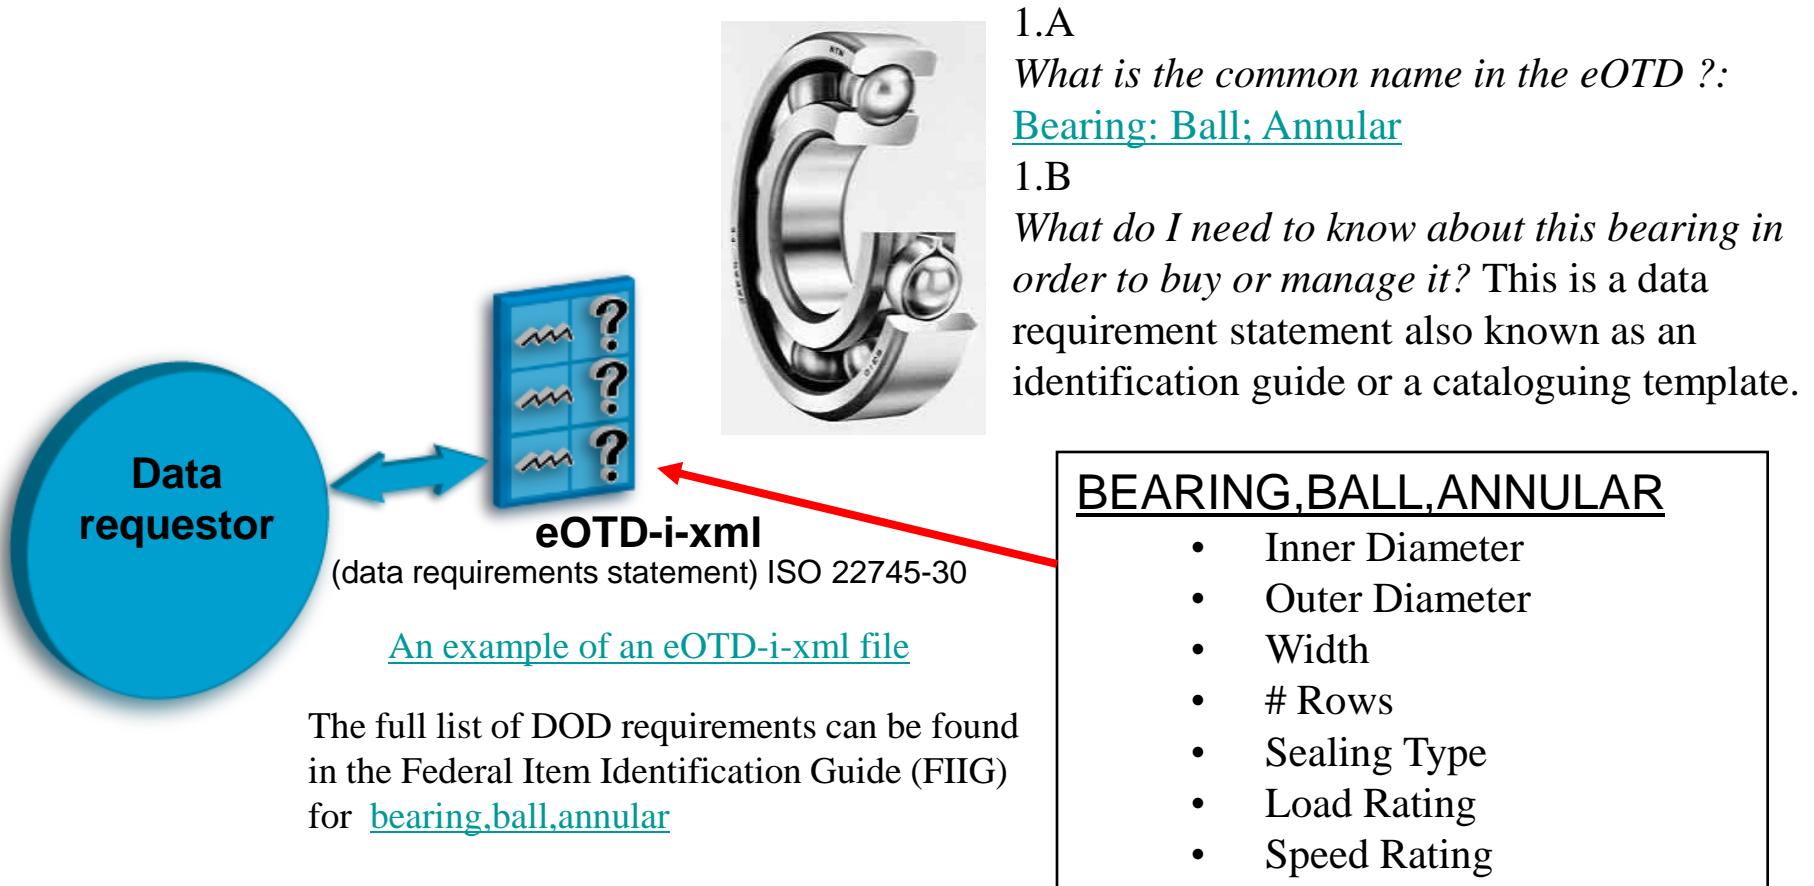 1.A
What is the common name in the eOTD ?:
Bearing: Ball; Annular
1.B
What do I need to know about this bearing in
order to buy or manage it? This is a data
requirement statement also known as an
identification guide or a cataloguing template.
Data
requestor
eOTD-i-xml
(data requirements statement) ISO 22745-30
An example of an eOTD-i-xml file
The full list of DOD requirements can be found
in the Federal Item Identification Guide (FIIG)
for bearing,ball,annular
BEARING,BALL,ANNULAR
• Inner Diameter
• Outer Diameter
• Width
• # Rows
• Sealing Type
• Load Rating
• Speed Rating
NTN